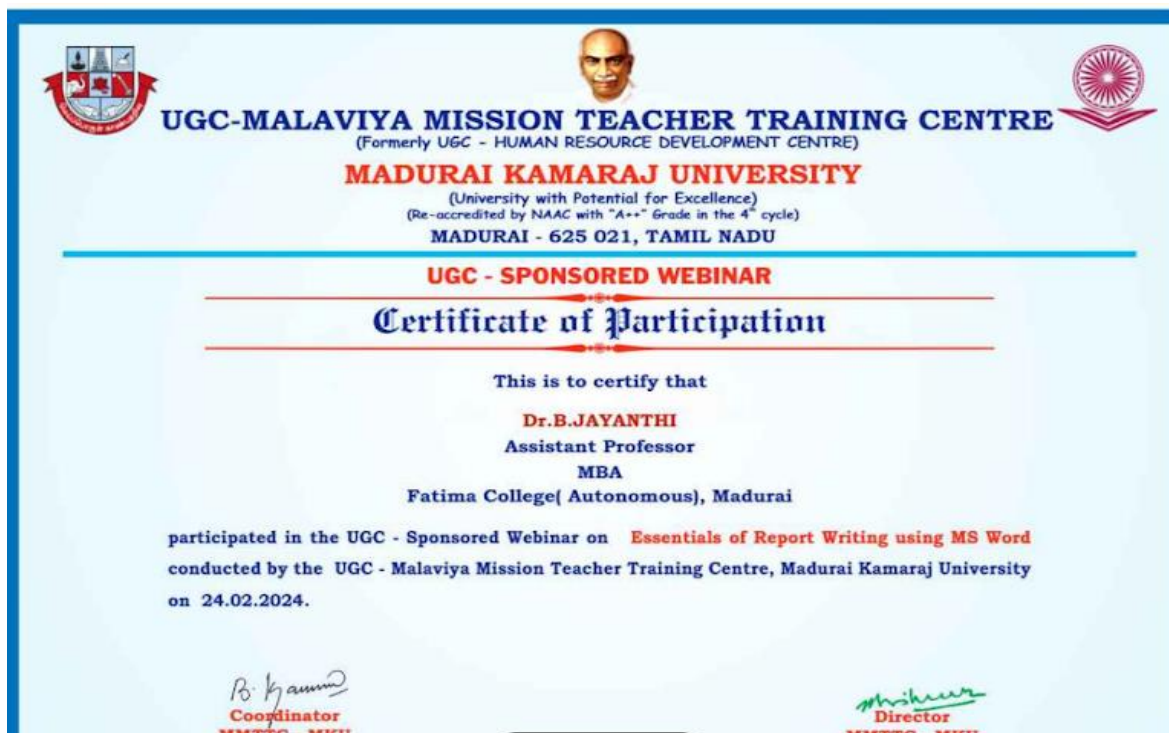 UGC-MALAVIYA MISSION TEACHER TRAINING CENTRE
(Formerly UGC - HUMAN RESOURCE DEVELOPMENT CENTRE)
MADURAI KAMARAJ UNIVERSITY
(University with Potential for Excellence)
(Re-accredited by NAAC with "A++" Grade in the 4th cycle)
MADURAI - 625 021, TAMIL NADU
UGC - SPONSORED WEBINAR
Certificate of Participation
This is to certify that
Dr.B.JAYANTHI
Assistant Professor
MBA
Fatima College( Autonomous), Madurai
participated in the UGC - Sponsored Webinar on Essentials of Report Writing using MS Word
conducted by the UGC - Malaviya Mission Teacher Training Centre, Madurai Kamaraj University
on 24.02.2024.
Coordinator
Director
MMTTC - MKU
MMTTC - MKU